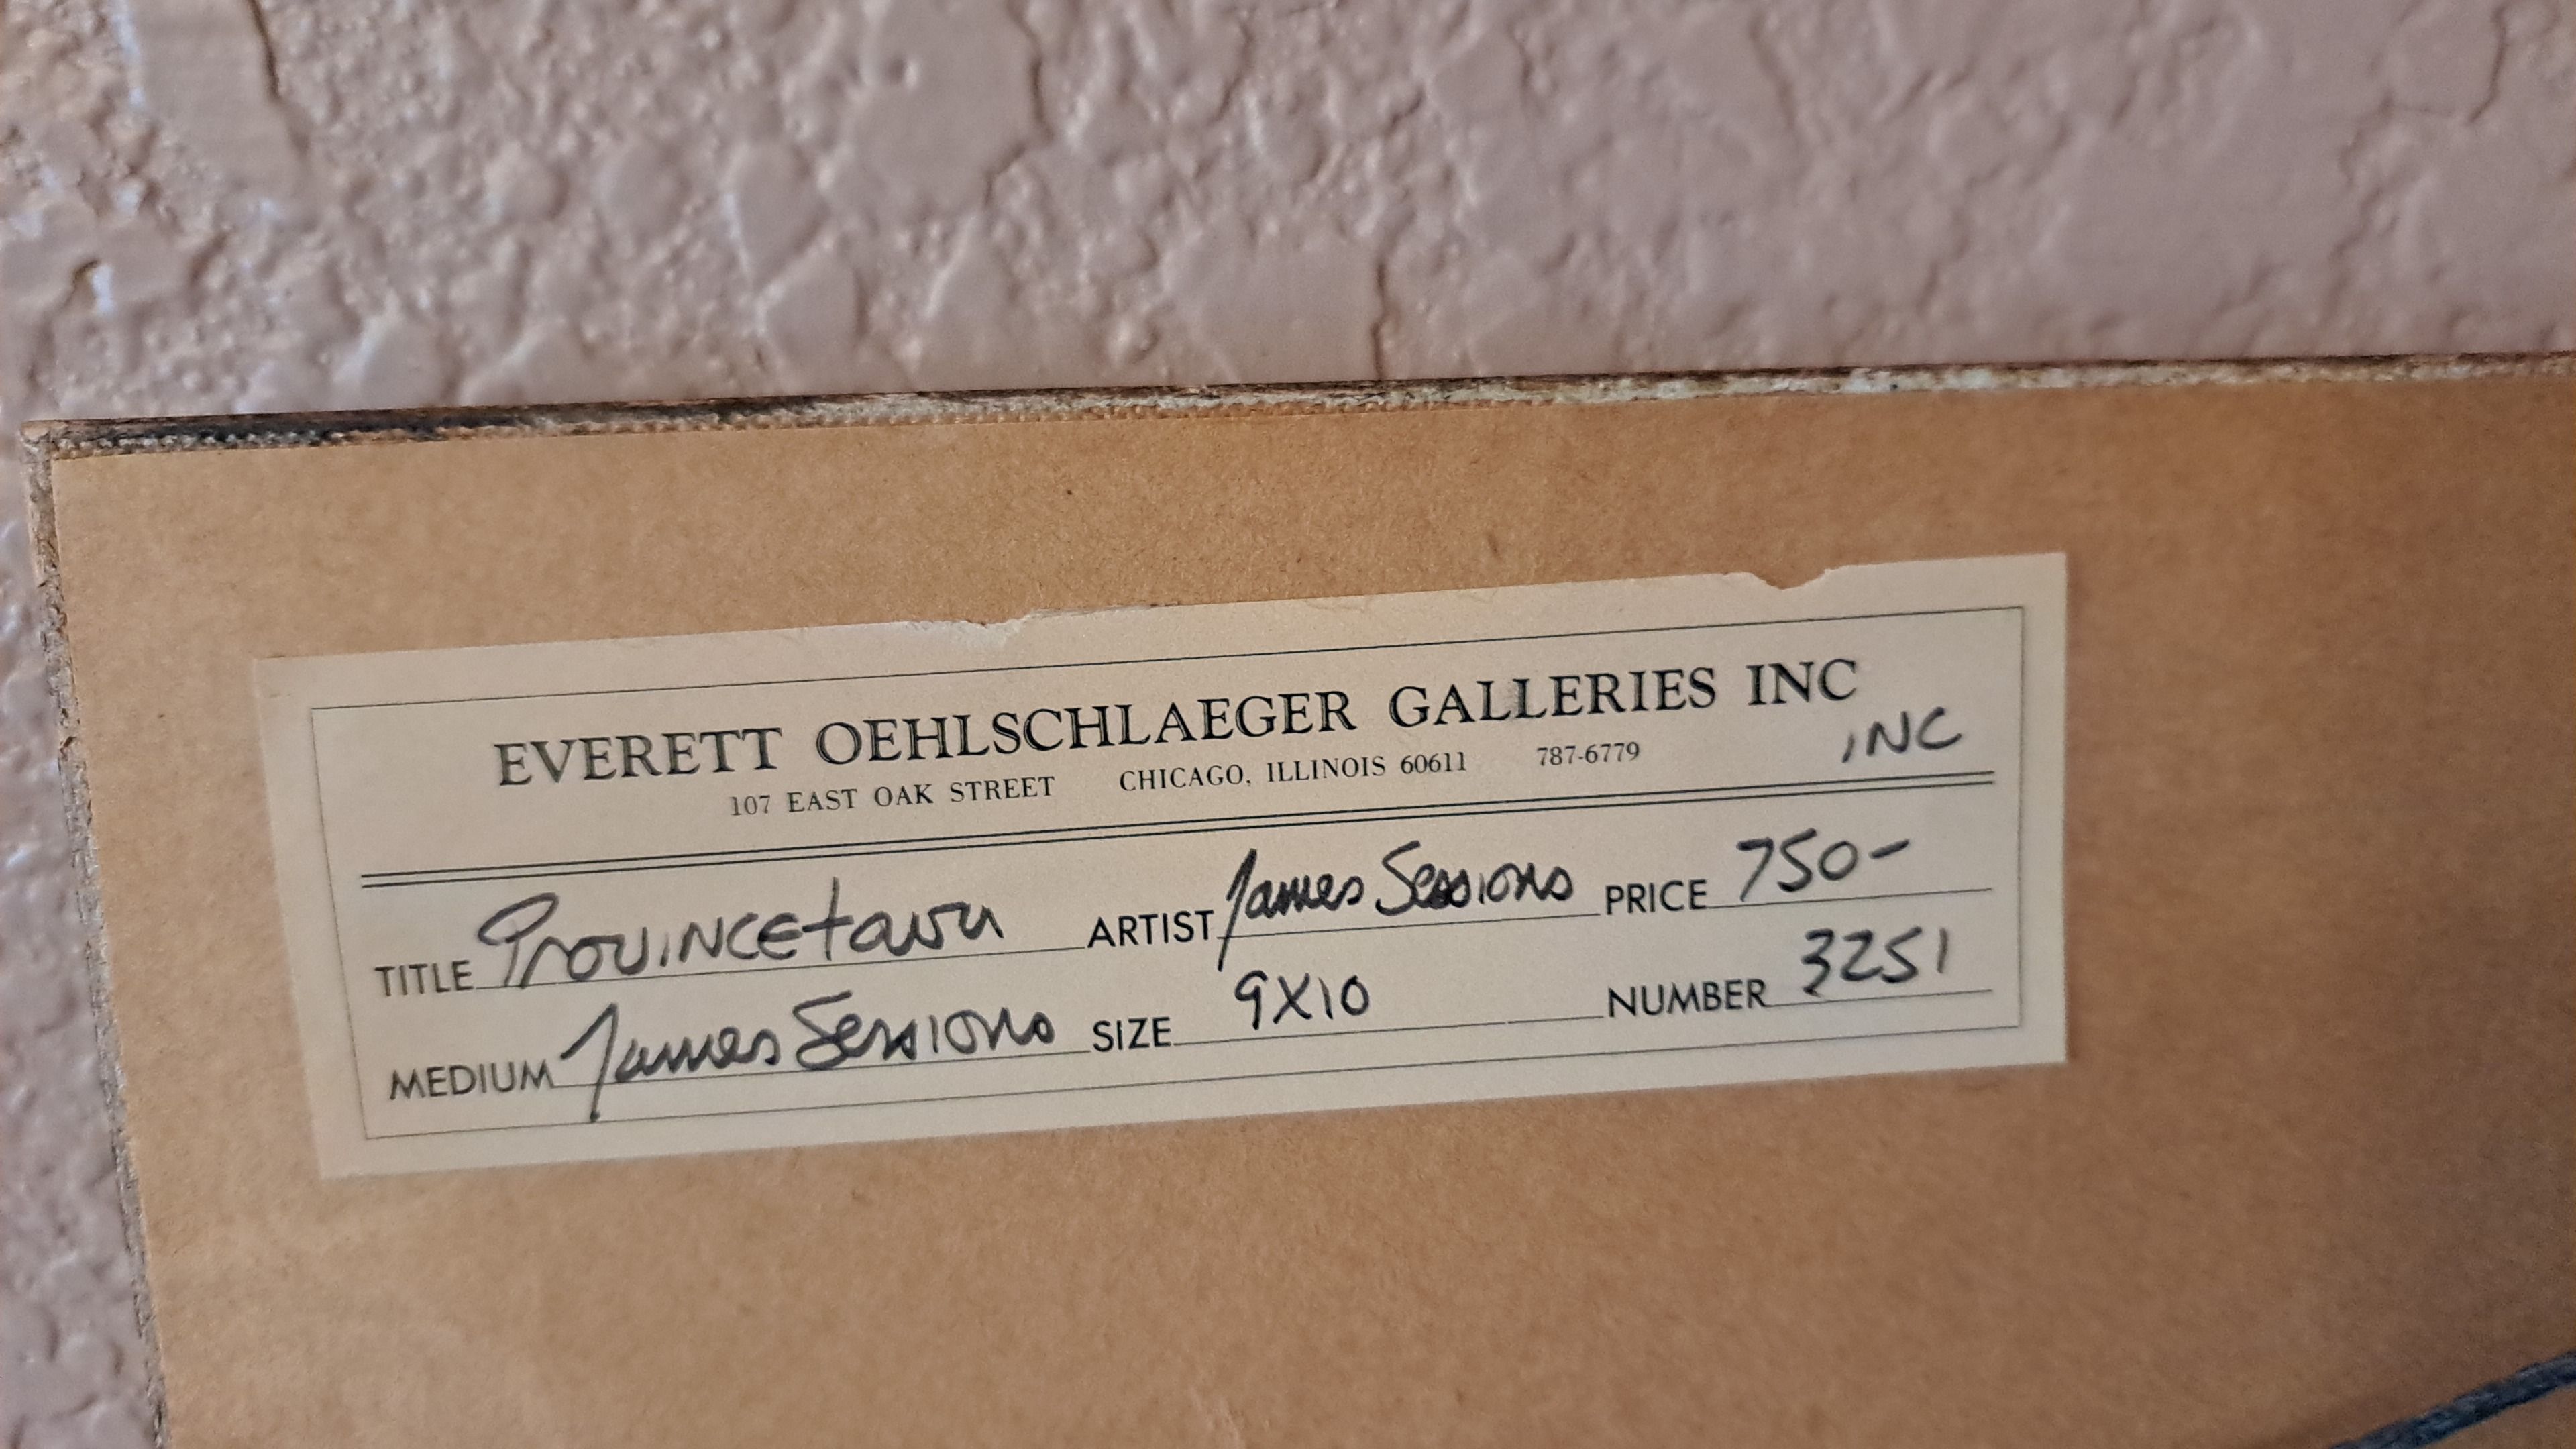 EVERETT OEHLSCHLAEGER GALLERIES INC
107 EAST OAK STREET CHICAGO, ILLINOIS 60611 787-6779 INC
TITLE Provincetown ARTIST James Sessions PRICE 750-
MEDIUM James Sessions SIZE 9X10 NUMBER 3251